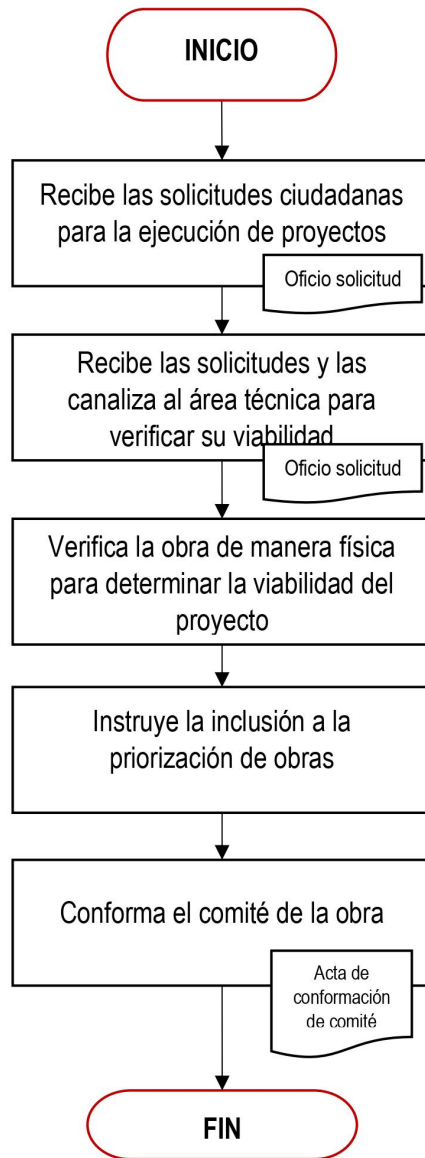 INICIO
Recibe las solicitudes ciudadanas
para la ejecución de proyectos
Oficio solicitud
Recibe las solicitudes y las
canaliza al área técnica para
verificar su viabilidad
Oficio solicitud
Verifica la obra de manera física
para determinar la viabilidad del
proyecto
Instruye la inclusión a la
priorización de obras
Conforma el comité de la obra
Acta de
conformación
de comité
FIN